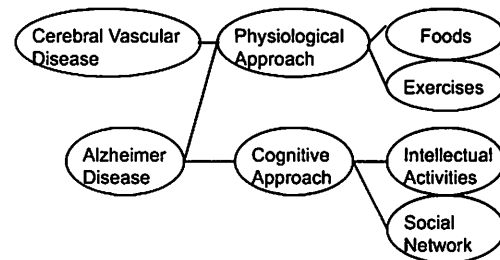 Cerebral Vascular
Disease
Physiological
Approach
Foods
Exercises
Alzheimer
Disease
Cognitive
Approach
Intellectual
Activities
Social
Network